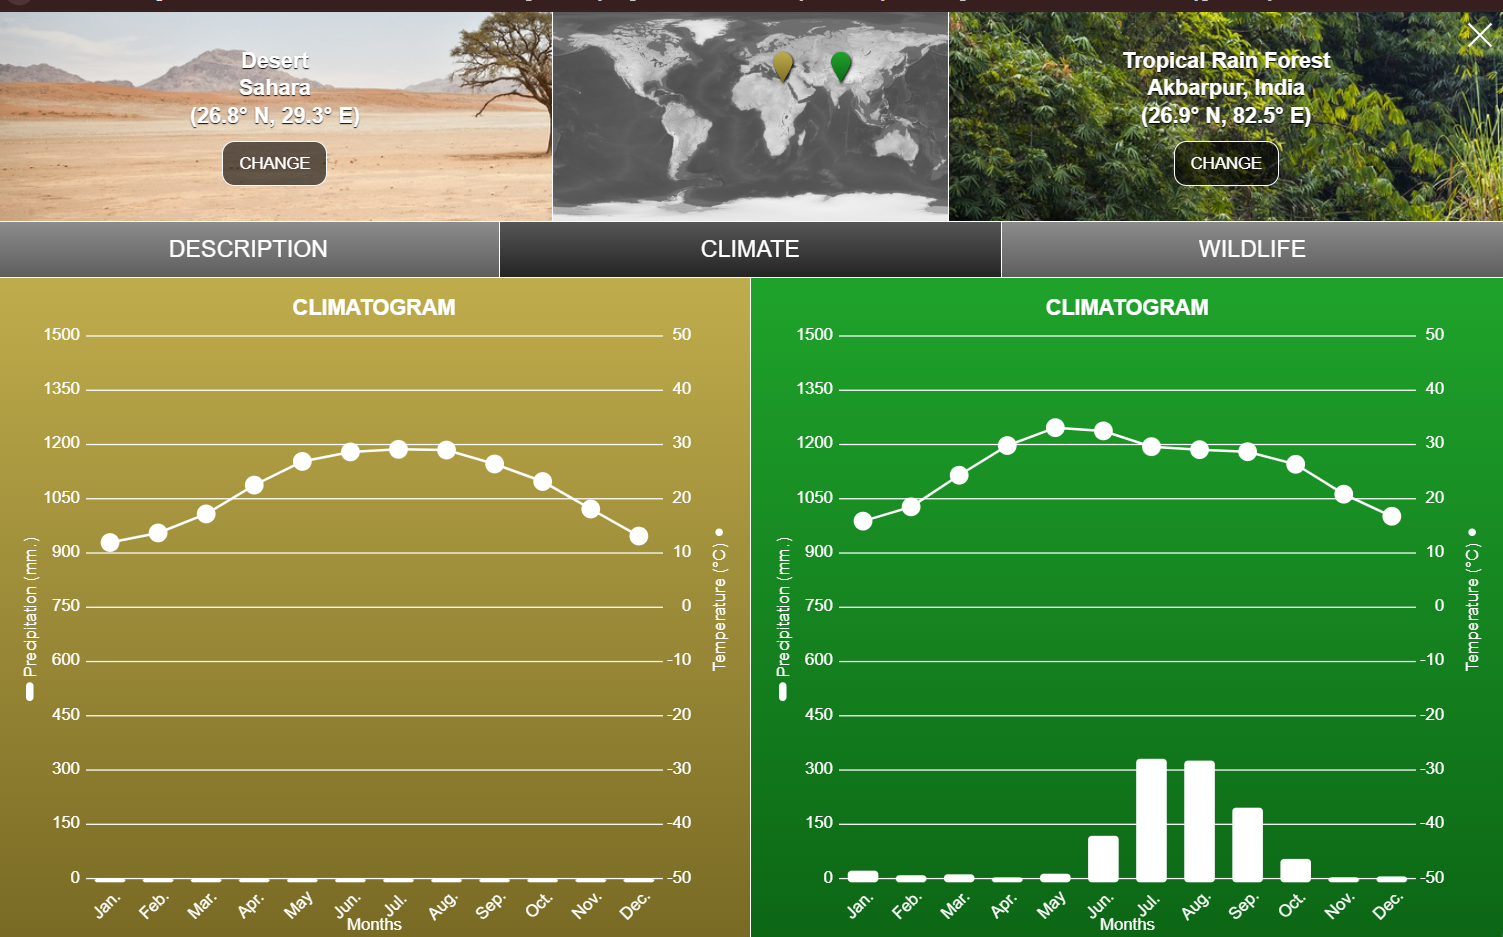 Desert
Sahara
(26.8° N, 29.3° E)
CHANGE
Tropical Rain Forest
Akbarpur, India
(26.9° N, 82.5° E)
CHANGE
DESCRIPTION
CLIMATE
WILDLIFE
CLIMATOGRAM
1500
1350
1200
1050
900
750
600
450
300
150
0
Precipitation (mm.)
50
40
30
20
10
0
-10
-20
-30
-40
-50
Temperature (°C)
Jan.
Feb.
Mar.
Apr.
May
Jun.
Jul.
Aug.
Sep.
Oct.
Nov.
Dec.
Months
CLIMATOGRAM
1500
1350
1200
1050
900
750
600
450
300
150
0
Precipitation (mm.)
50
40
30
20
10
0
-10
-20
-30
-40
-50
Temperature (°C)
Jan.
Feb.
Mar.
Apr.
May
Jun.
Jul.
Aug.
Sep.
Oct.
Nov.
Dec.
Months